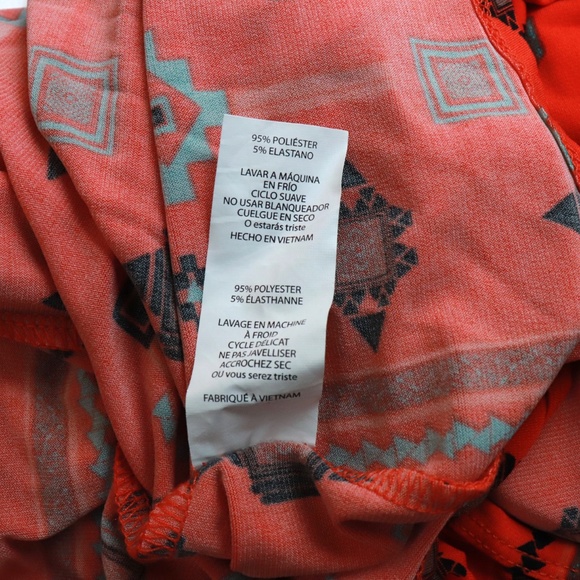 95% POLIÉSTER
5% ELASTANO
LAVAR A MÁQUINA
EN FRÍO
CICLO SUAVE
NO USAR BLANQUEADOR
CUELGUE EN SECO
O estarás triste
HECHO EN VIETNAM
95% POLYESTER
5% ÉLASTHANNE
LAVAGE EN MACHINE
À FROID
CYCLE DÉLICAT
NE PAS JAVELLISER
ACCROCHEZ SEC
OU vous serez triste
FABRIQUÉ À VIETNAM